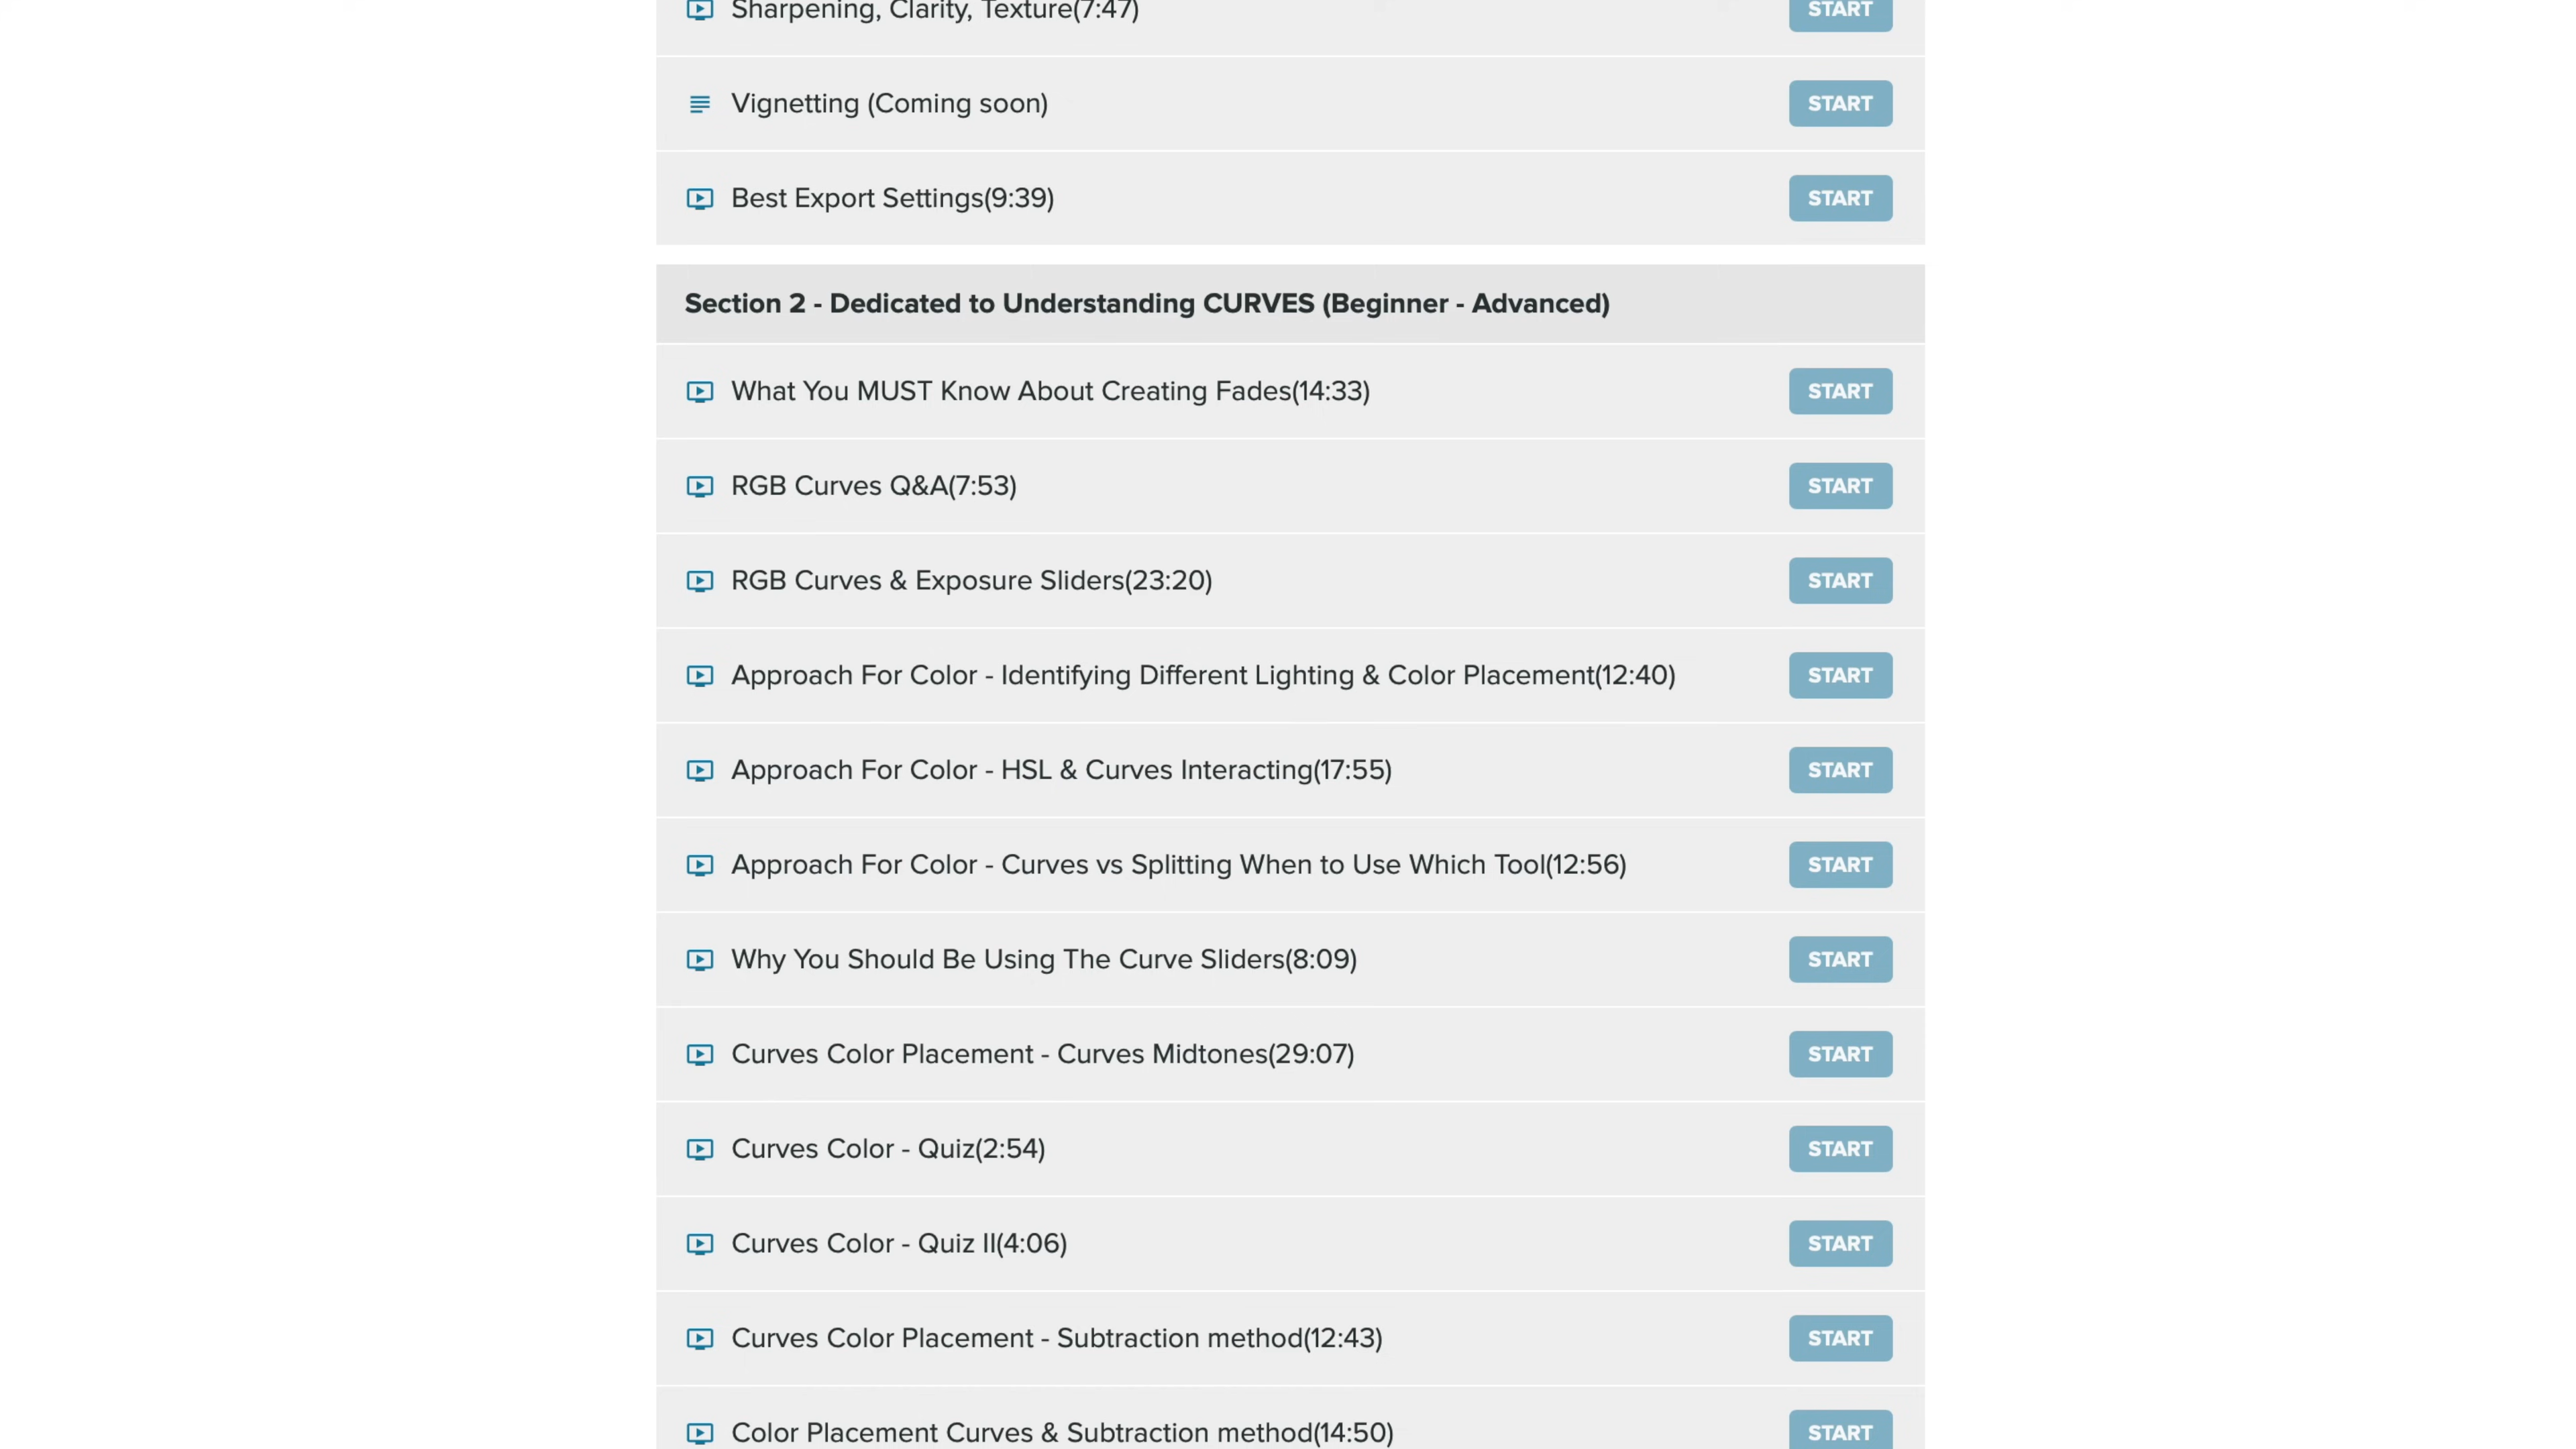 Sharpening, Clarity, Texture(7:47)
START
Vignetting (Coming soon)
START
Best Export Settings(9:39)
START
Section 2 - Dedicated to Understanding CURVES (Beginner - Advanced)
What You MUST Know About Creating Fades(14:33)
START
RGB Curves Q&A(7:53)
START
RGB Curves & Exposure Sliders(23:20)
START
Approach For Color - Identifying Different Lighting & Color Placement(12:40)
START
Approach For Color - HSL & Curves Interacting(17:55)
START
Approach For Color - Curves vs Splitting When to Use Which Tool(12:56)
START
Why You Should Be Using The Curve Sliders(8:09)
START
Curves Color Placement - Curves Midtones(29:07)
START
Curves Color - Quiz(2:54)
START
Curves Color - Quiz II(4:06)
START
Curves Color Placement - Subtraction method(12:43)
START
Color Placement Curves & Subtraction method(14:50)
START